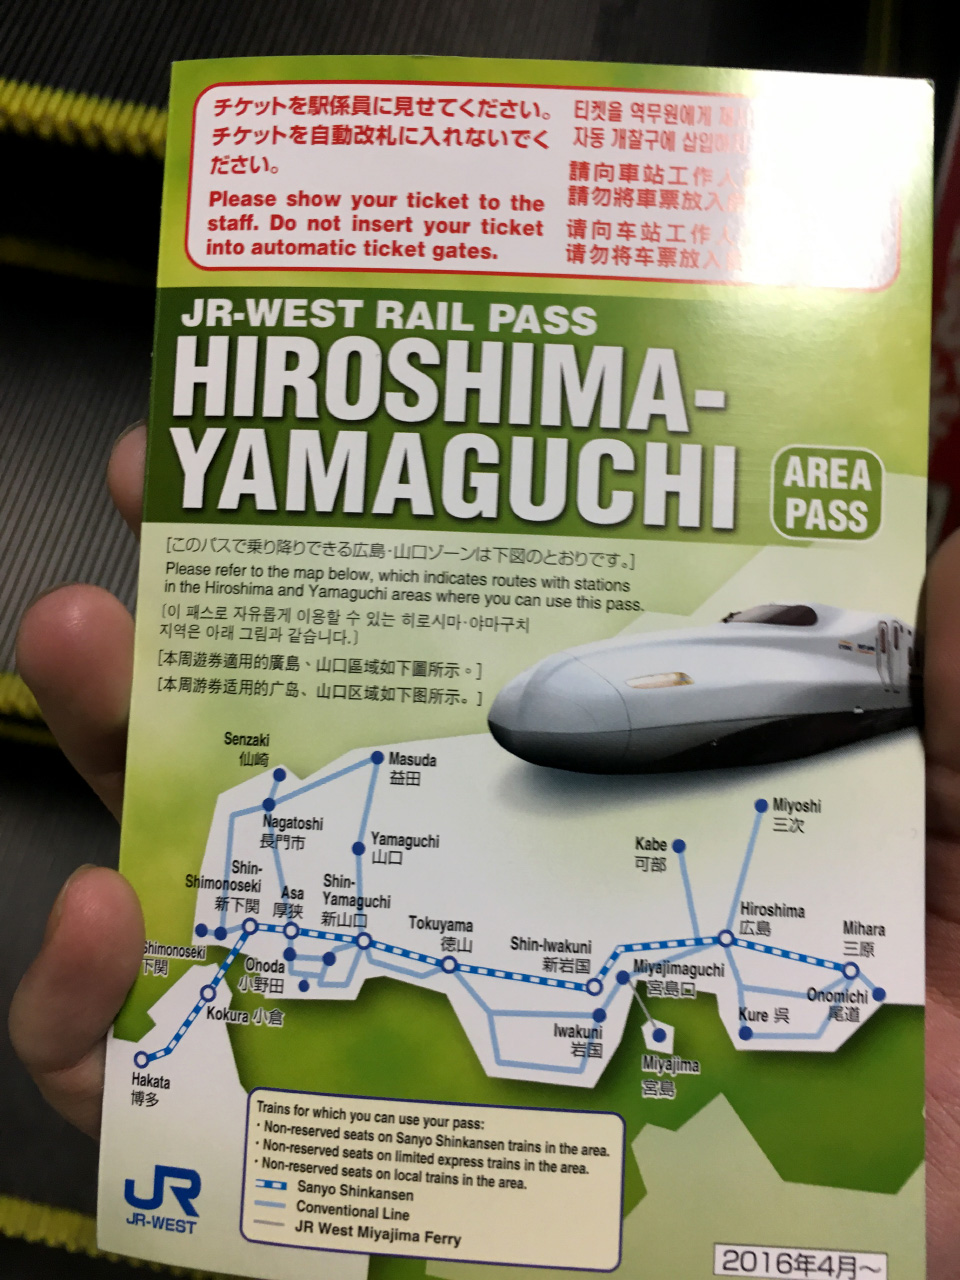 チケットを駅係員に見せてください。
チケットを自動改札に入れないでく
ださい。
Please show your ticket to the
staff. Do not insert your ticket
into automatic ticket gates.
티켓을 역무원에게
자동 개찰구에
請向車站工作人
請勿將車票放入
请向车站工作人
请勿将车票放入
JR-WEST RAIL PASS
HIROSHIMA-
YAMAGUCHI
AREA
PASS
[このパスで乗り降りできる広島・山口ゾーンは下図のとおりです。]
Please refer to the map below, which indicates routes with stations
in the Hiroshima and Yamaguchi areas where you can use this pass.
[이 패스로 자유롭게 이용할 수 있는 히로시마·야마구치
지역은 아래 그림과 같습니다.]
[本周遊券適用的廣島、山口區域如下圖所示。]
[本周游券适用的广岛、山口区域如下图所示。]
Senzaki
仙崎
Masuda
益田
Nagatoshi
長門市
Yamaguchi
山口
Miyoshi
三次
Kabe
可部
Shin-
Shimonoseki
新下関
Asa
厚狭
Shin-
Yamaguchi
新山口
Tokuyama
徳山
Shin-Iwakuni
新岩国
Hiroshima
広島
Mihara
三原
Shimonoseki
下関
Onoda
小野田
Miyajimaguchi
宮島口
Onomichi
尾道
Kokura 小倉
Iwakuni
岩国
Kure 呉
Miyajima
宮島
Hakata
博多
Trains for which you can use your pass:
・Non-reserved seats on Sanyo Shinkansen trains in the area.
・Non-reserved seats on limited express trains in the area.
・Non-reserved seats on local trains in the area.
Sanyo Shinkansen
Conventional Line
JR West Miyajima Ferry
JR
JR-WEST
2016年4月～